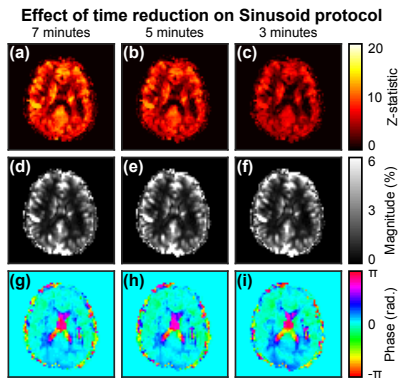 Effect of time reduction on Sinusoid protocol
7 minutes 5 minutes 3 minutes
(a) (b) (c)
20
10
0
Z-statistic
(d) (e) (f)
6
3
0
Magnitude (%)
(g) (h) (i)
π
0
-π
Phase (rad.)